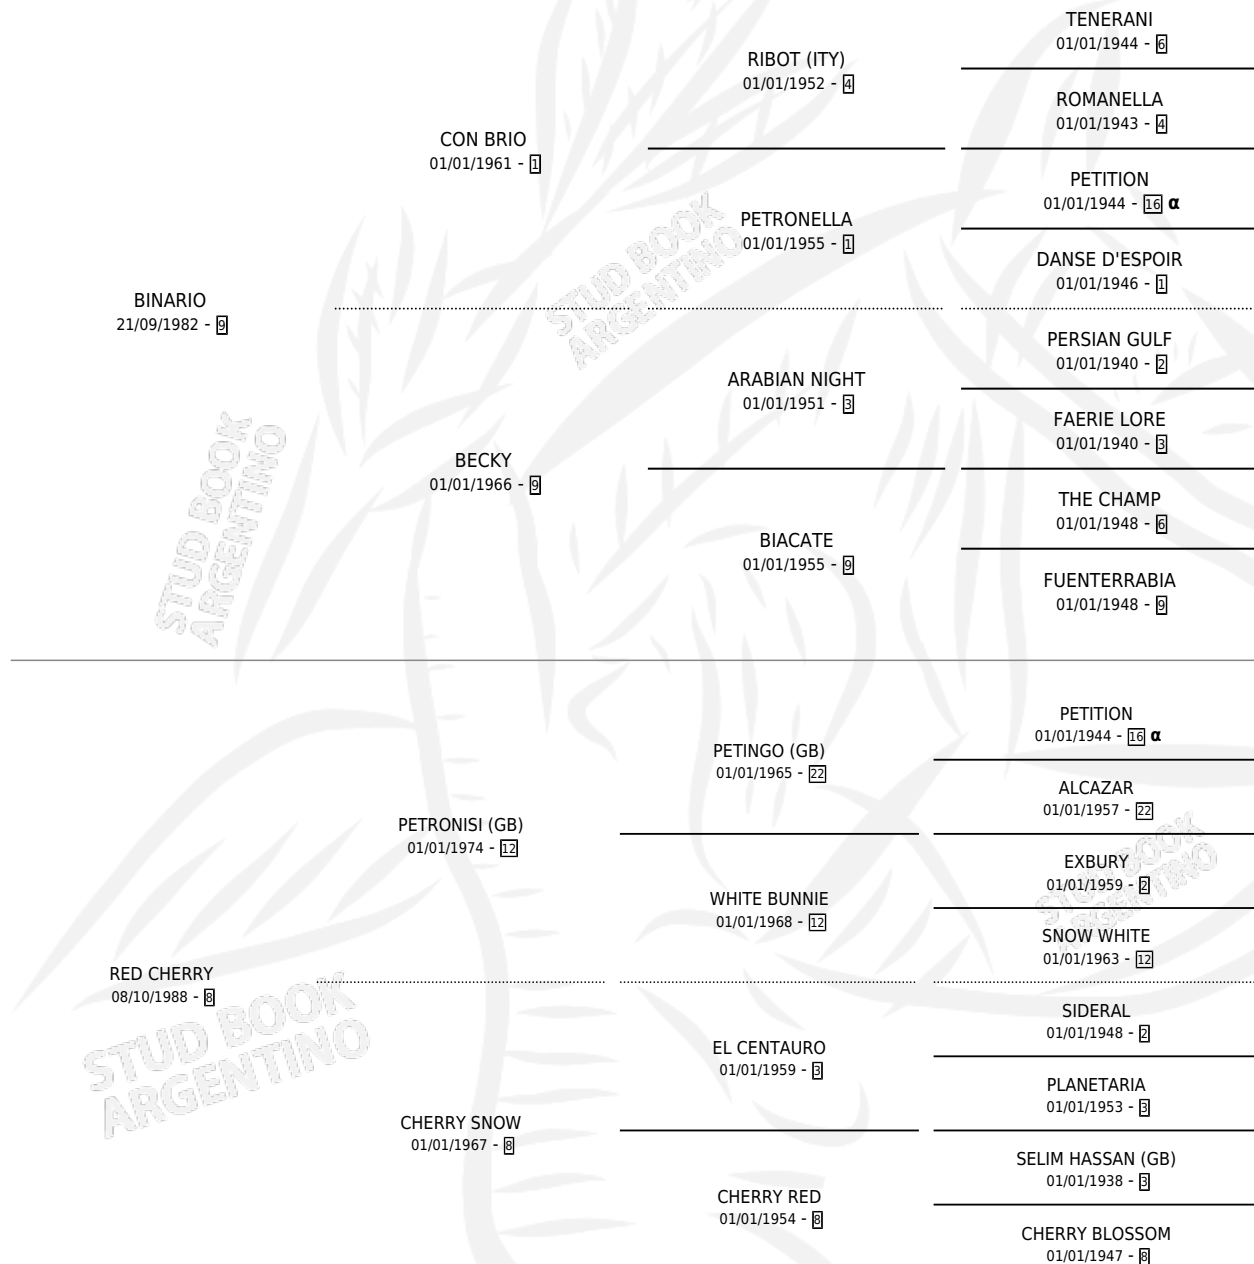 TENERANI
01/01/1944 - 6
RIBOT (ITY)
01/01/1952 - 4
ROMANELLA
01/01/1943 - 4
CON BRIO
01/01/1961 - 1
PETITION
01/01/1944 - 16 α
PETRONELLA
01/01/1955 - 1
DANSE D'ESPOIR
01/01/1946 - 1
BINARIO
21/09/1982 - 9
PERSIAN GULF
01/01/1940 - 2
ARABIAN NIGHT
01/01/1951 - 3
FAERIE LORE
01/01/1940 - 3
BECKY
01/01/1966 - 9
THE CHAMP
01/01/1948 - 6
BIACATE
01/01/1955 - 9
FUENTERRABIA
01/01/1948 - 9
PETITION
01/01/1944 - 16 α
PETINGO (GB)
01/01/1965 - 22
ALCAZAR
01/01/1957 - 22
PETRONISI (GB)
01/01/1974 - 12
EXBURY
01/01/1959 - 2
WHITE BUNNIE
01/01/1968 - 12
SNOW WHITE
01/01/1963 - 12
RED CHERRY
08/10/1988 - 8
SIDERAL
01/01/1948 - 2
EL CENTAURO
01/01/1959 - 3
PLANETARIA
01/01/1953 - 3
CHERRY SNOW
01/01/1967 - 8
SELIM HASSAN (GB)
01/01/1938 - 3
CHERRY RED
01/01/1954 - 8
CHERRY BLOSSOM
01/01/1947 - 8
STUD BOOK
ARGENTINO
STUD BOOK
ARGENTINO
STUD BOOK
ARGENTINO
STUD BOOK
ARGENTINO